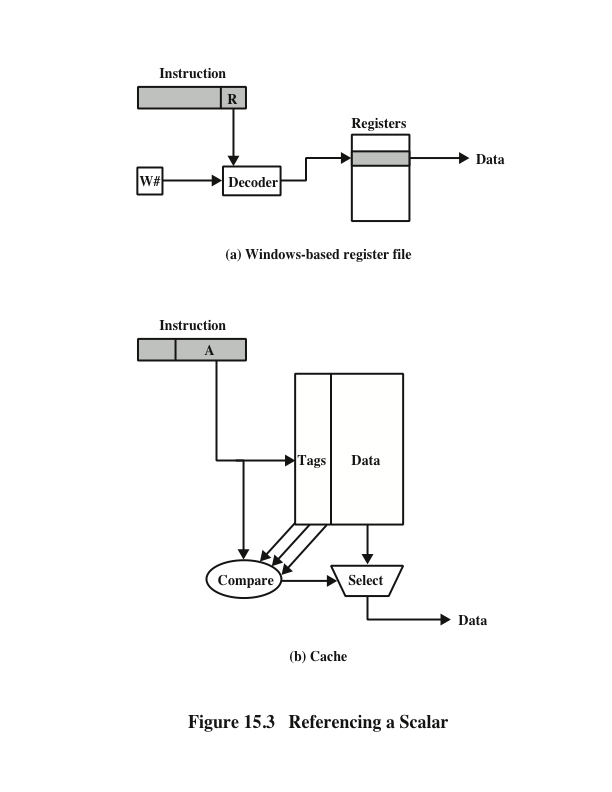 Instruction
R
Registers
W#
Decoder
Data
(a) Windows-based register file
Instruction
A
Tags
Data
Compare
Select
Data
(b) Cache
Figure 15.3 Referencing a Scalar